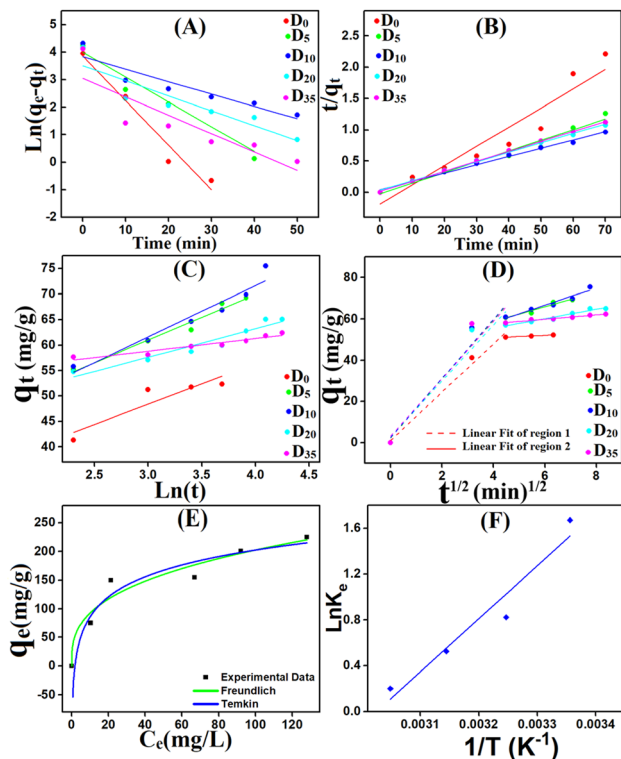 (A)
D0
D5
D10
D20
D35
Ln(qe-qt)
5
4
3
2
1
0
-1
-2
0 10 20 30 40 50
Time (min)
(B)
D0
D5
D10
D20
D35
t/qt
2.5
2.0
1.5
1.0
0.5
0.0
0 10 20 30 40 50 60 70
Time (min)
(C)
D0
D5
D10
D20
D35
qt (mg/g)
75
70
65
60
55
50
45
40
2.5 3.0 3.5 4.0 4.5
Ln(t)
(D)
D0
D5
D10
D20
D35
qt (mg/g)
80
60
40
20
0
Linear Fit of region 1
Linear Fit of region 2
0 2 4 6 8
t1/2 (min)1/2
(E)
qe(mg/g)
250
200
150
100
50
0
-50
Experimental Data
Freundlich
Temkin
0 20 40 60 80 100 120
Ce(mg/L)
(F)
LnKe
1.6
1.2
0.8
0.4
0.0
0.0031 0.0032 0.0033 0.0034
1/T (K-1)